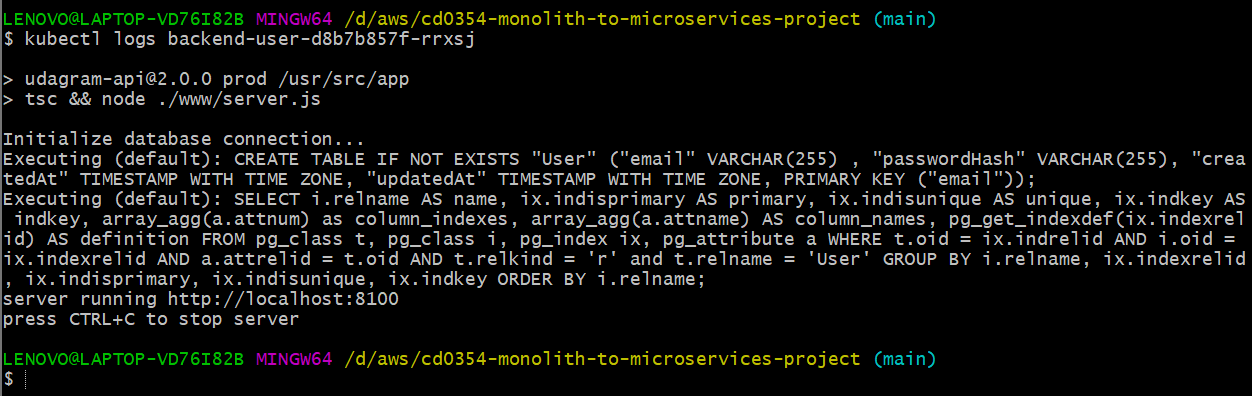 LENOVO@LAPTOP-VD76I82B MINGW64 /d/aws/cd0354-monolith-to-microservices-project (main)
$ kubectl logs backend-user-d8b7b857f-rrxsj
> udagram-api@2.0.0 prod /usr/src/app
> tsc && node ./www/server.js
Initialize database connection...
Executing (default): CREATE TABLE IF NOT EXISTS "User" ("email" VARCHAR(255) , "passwordHash" VARCHAR(255), "crea
tedAt" TIMESTAMP WITH TIME ZONE, "updatedAt" TIMESTAMP WITH TIME ZONE, PRIMARY KEY ("email"));
Executing (default): SELECT i.relname AS name, ix.indisprimary AS primary, ix.indisunique AS unique, ix.indkey AS
 indkey, array_agg(a.attnum) as column_indexes, array_agg(a.attname) AS column_names, pg_get_indexdef(ix.indexrel
id) AS definition FROM pg_class t, pg_class i, pg_index ix, pg_attribute a WHERE t.oid = ix.indrelid AND i.oid =
ix.indexrelid AND a.attrelid = t.oid AND t.relkind = 'r' and t.relname = 'User' GROUP BY i.relname, ix.indexrelid
, ix.indisprimary, ix.indisunique, ix.indkey ORDER BY i.relname;
server running http://localhost:8100
press CTRL+C to stop server
LENOVO@LAPTOP-VD76I82B MINGW64 /d/aws/cd0354-monolith-to-microservices-project (main)
$